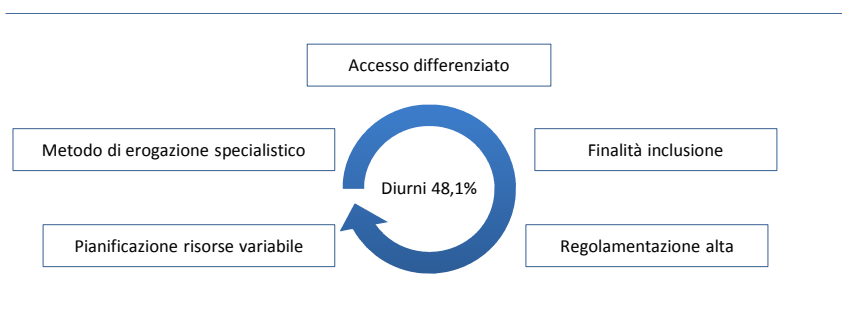 Accesso differenziato
Metodo di erogazione specialistico
Finalità inclusione
Diurni 48,1%
Pianificazione risorse variabile
Regolamentazione alta